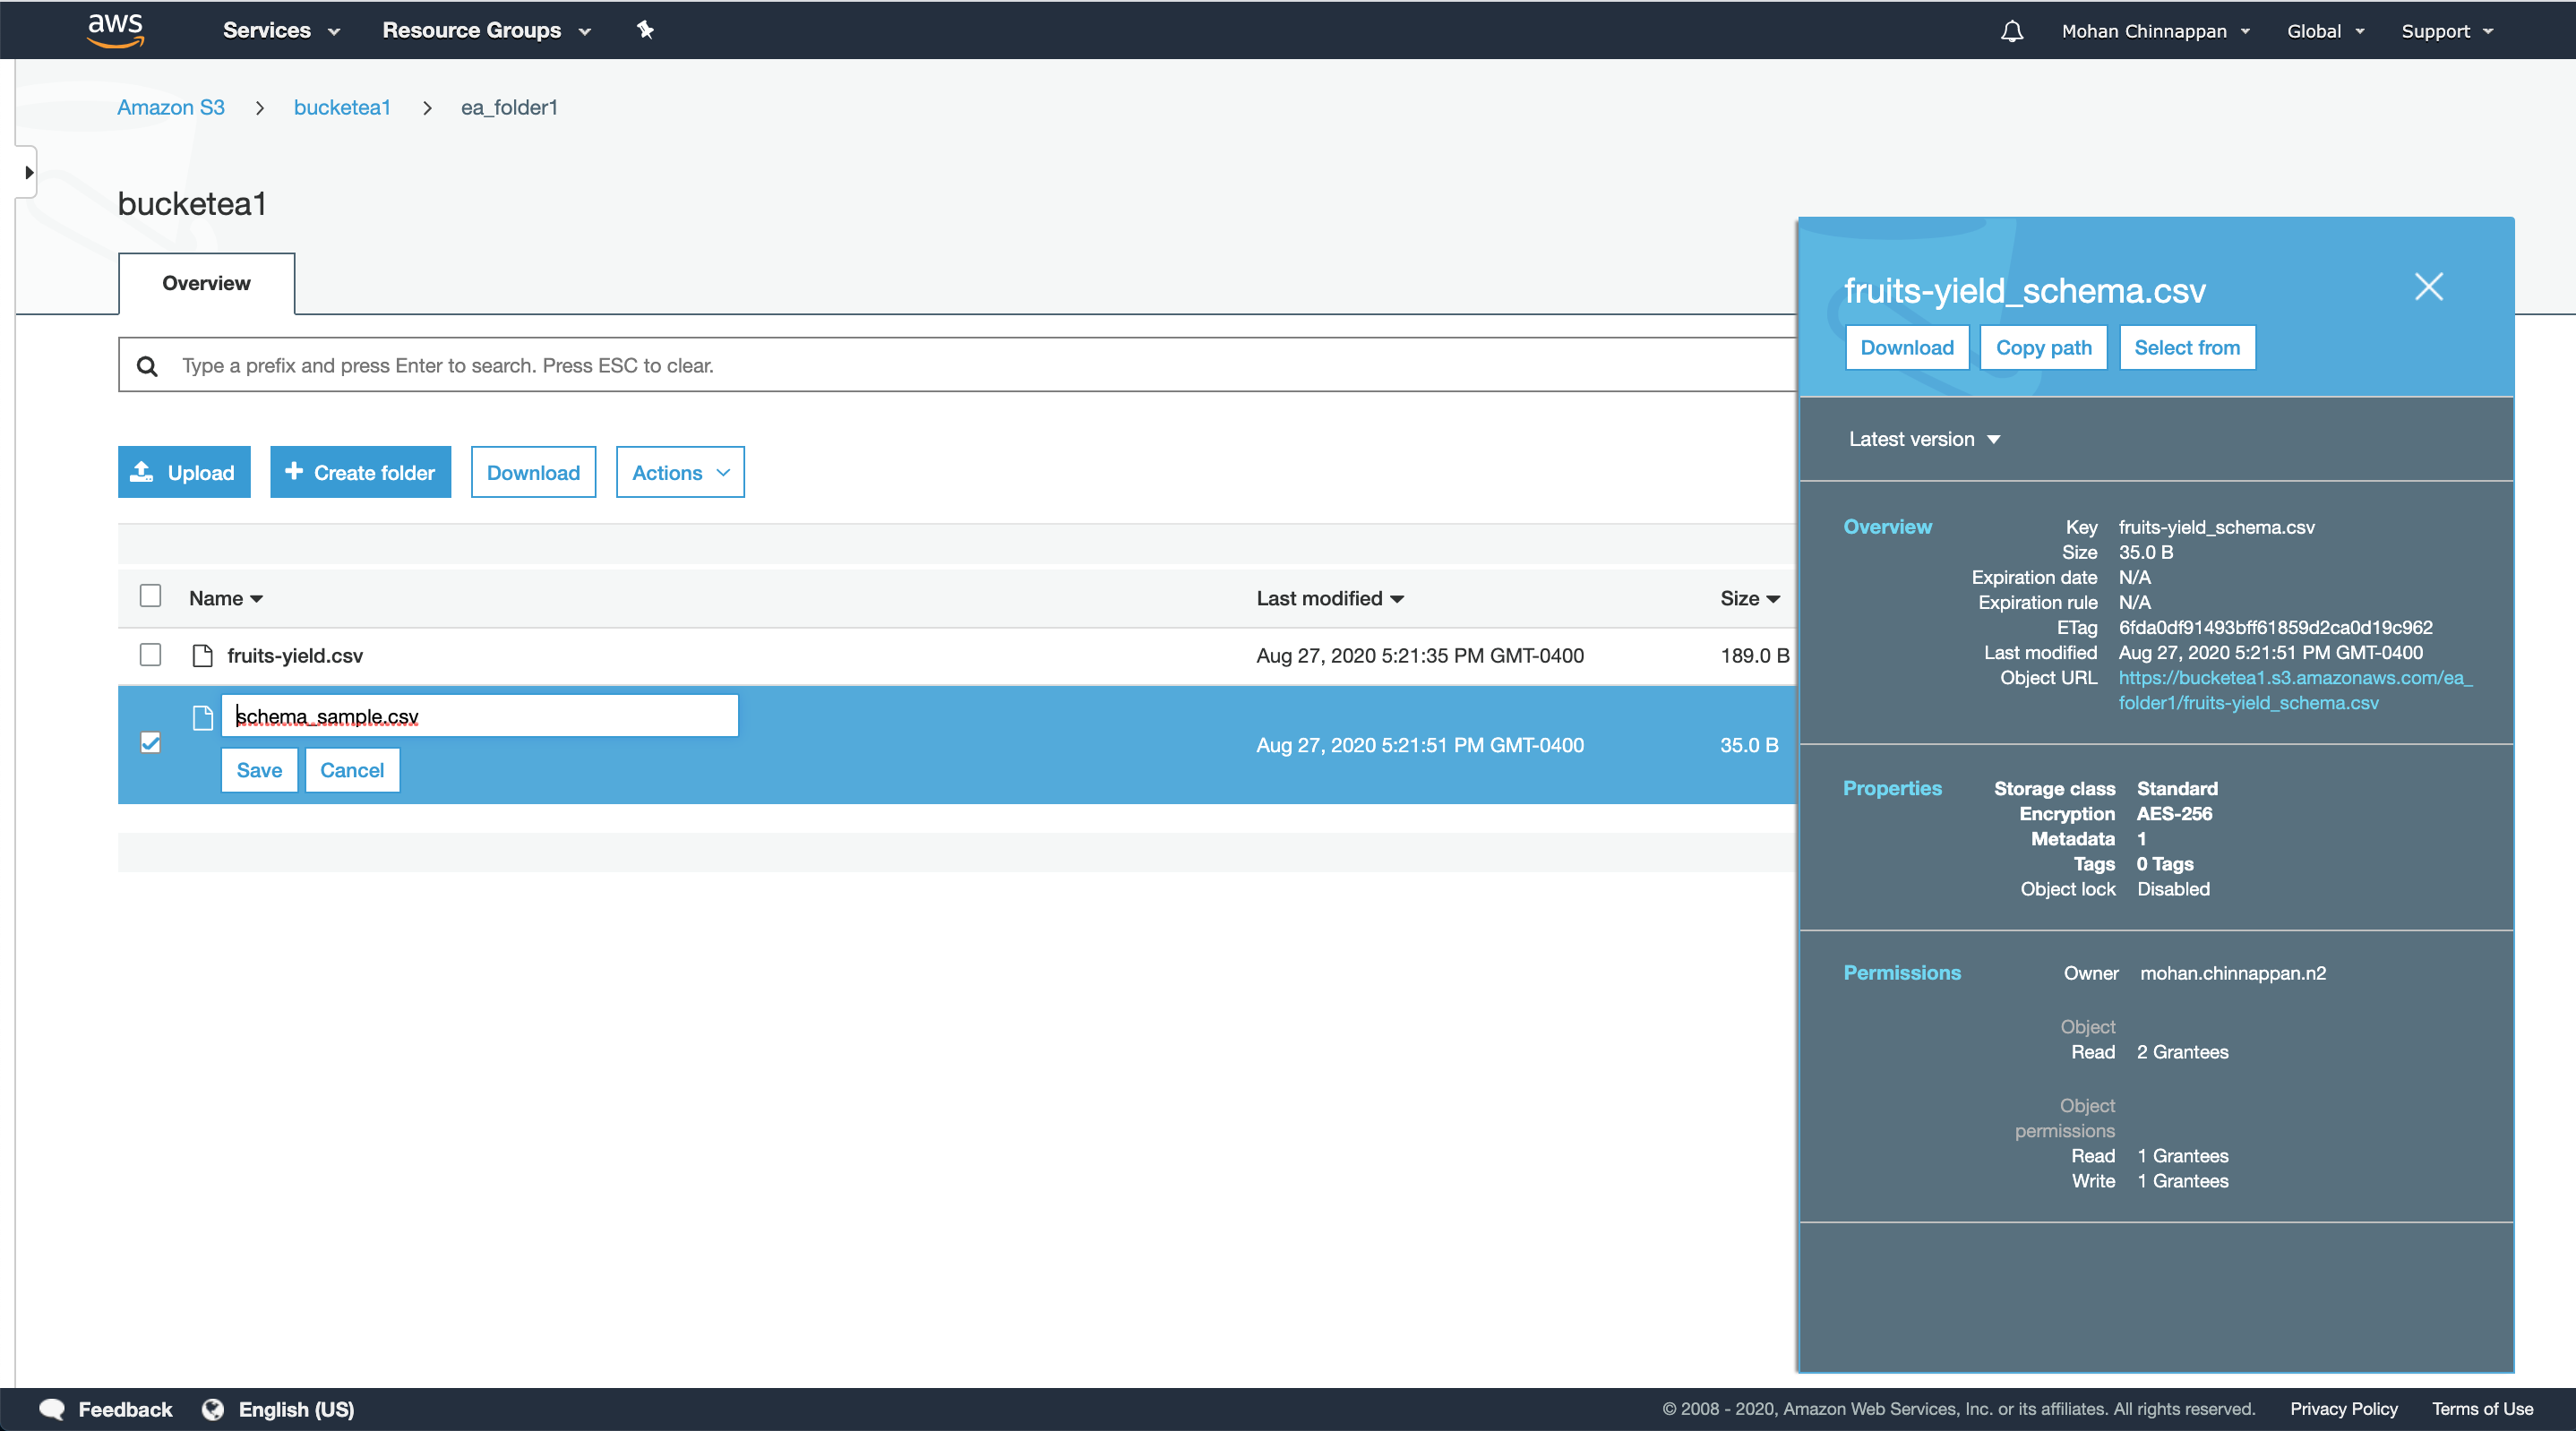 aws Services Resource Groups Mohan Chinnappan Global Support
Amazon S3 > bucketea1 > ea_folder1
bucketea1
Overview
Type a prefix and press Enter to search. Press ESC to clear.
Upload + Create folder Download Actions
Name Last modified Size
fruits-yield.csv Aug 27, 2020 5:21:35 PM GMT-0400 189.0 B
schema_sample.csv
Aug 27, 2020 5:21:51 PM GMT-0400 35.0 B
Save Cancel
fruits-yield_schema.csv
Download Copy path Select from
Latest version
Overview Key fruits-yield_schema.csv
Size 35.0 B
Expiration date N/A
Expiration rule N/A
ETag 6fda0df91493bff61859d2ca0d19c962
Last modified Aug 27, 2020 5:21:51 PM GMT-0400
Object URL https://bucketea1.s3.amazonaws.com/ea_
folder1/fruits-yield_schema.csv
Properties Storage class Standard
Encryption AES-256
Metadata 1
Tags 0 Tags
Object lock Disabled
Permissions Owner mohan.chinnappan.n2
Object
Read 2 Grantees
Object
permissions
Read 1 Grantees
Write 1 Grantees
Feedback English (US) © 2008 - 2020, Amazon Web Services, Inc. or its affiliates. All rights reserved. Privacy Policy Terms of Use